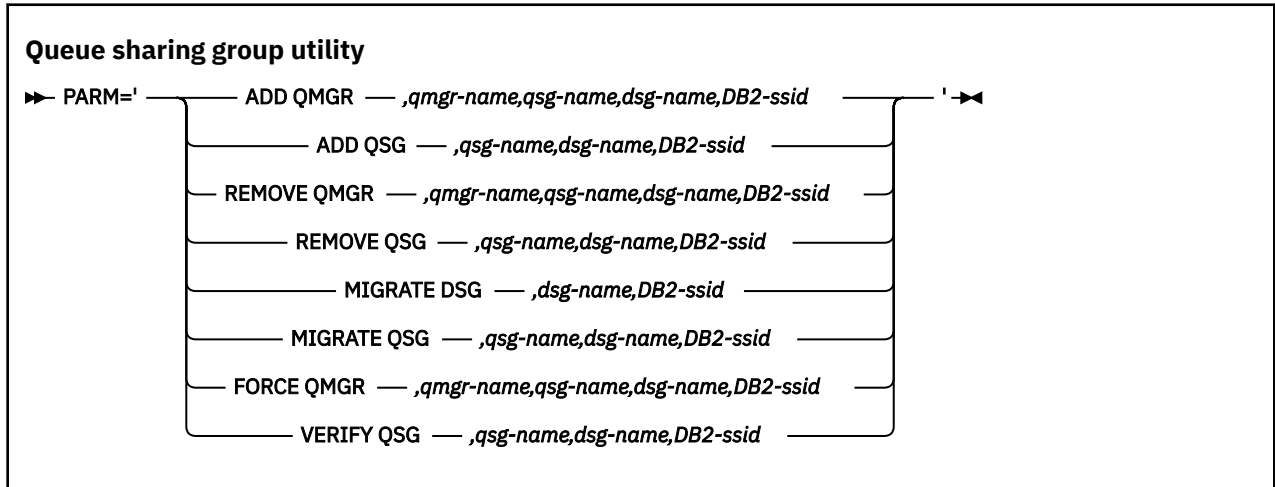 Queue sharing group utility
PARM=' ADD QMGR ,qmgr-name,qsg-name,dsg-name,DB2-ssid '
ADD QSG ,qsg-name,dsg-name,DB2-ssid
REMOVE QMGR ,qmgr-name,qsg-name,dsg-name,DB2-ssid
REMOVE QSG ,qsg-name,dsg-name,DB2-ssid
MIGRATE DSG ,dsg-name,DB2-ssid
MIGRATE QSG ,qsg-name,dsg-name,DB2-ssid
FORCE QMGR ,qmgr-name,qsg-name,dsg-name,DB2-ssid
VERIFY QSG ,qsg-name,dsg-name,DB2-ssid